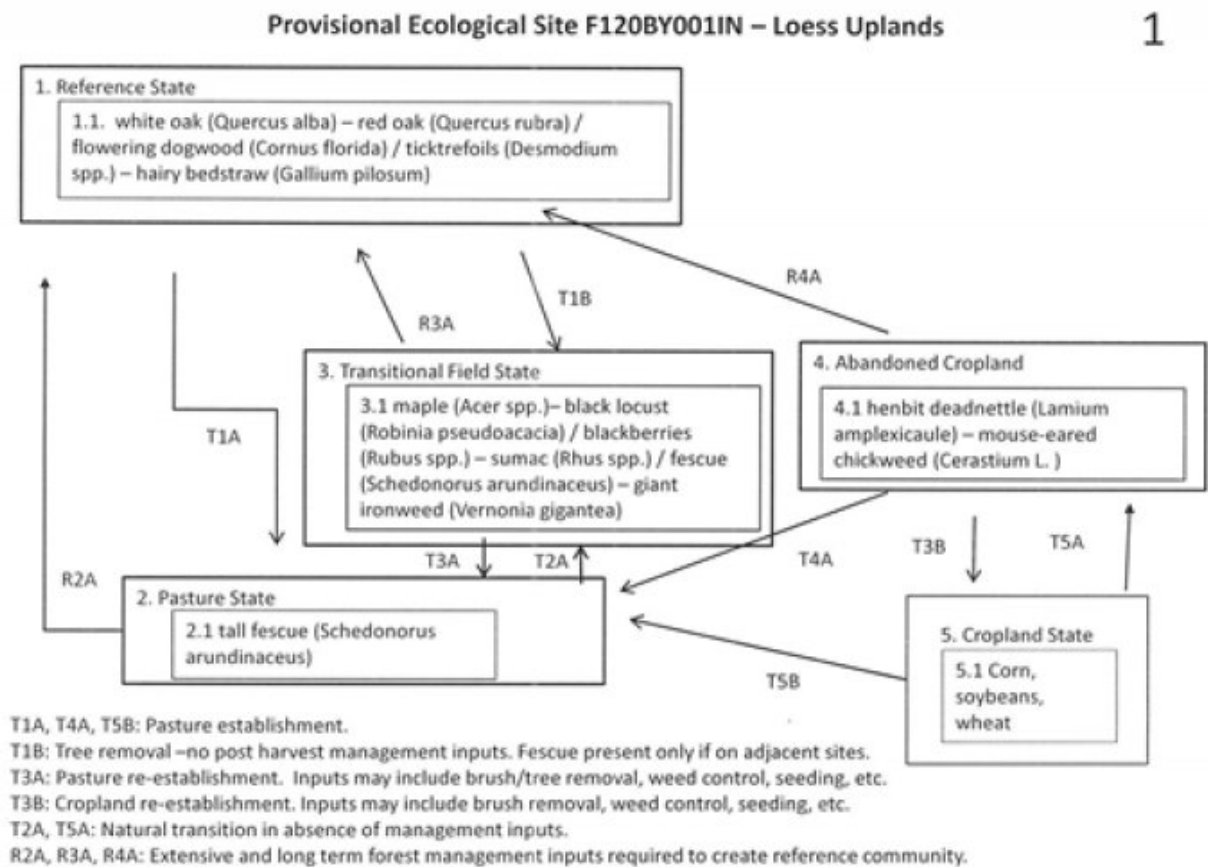 Provisional Ecological Site F120BY001IN – Loess Uplands
1
1. Reference State
1.1. white oak (Quercus alba) – red oak (Quercus rubra) /
flowering dogwood (Cornus florida) / ticktrefoils (Desmodium
spp.) – hairy bedstraw (Gallium pilosum)
R4A
T1B
R3A
3. Transitional Field State
3.1 maple (Acer spp.)– black locust
(Robinia pseudoacacia) / blackberries
(Rubus spp.) – sumac (Rhus spp.) / fescue
(Schedonorus arundinaceus) – giant
ironweed (Vernonia gigantea)
4. Abandoned Cropland
4.1 henbit deadnettle (Lamium
amplexicaule) – mouse-eared
chickweed (Cerastium L. )
T1A
T3A
T2A
T4A
T3B
T5A
R2A
2. Pasture State
2.1 tall fescue (Schedonorus
arundinaceus)
5. Cropland State
5.1 Corn,
soybeans,
wheat
T5B
T1A, T4A, T5B: Pasture establishment.
T1B: Tree removal –no post harvest management inputs. Fescue present only if on adjacent sites.
T3A: Pasture re-establishment. Inputs may include brush/tree removal, weed control, seeding, etc.
T3B: Cropland re-establishment. Inputs may include brush removal, weed control, seeding, etc.
T2A, T5A: Natural transition in absence of management inputs.
R2A, R3A, R4A: Extensive and long term forest management inputs required to create reference community.